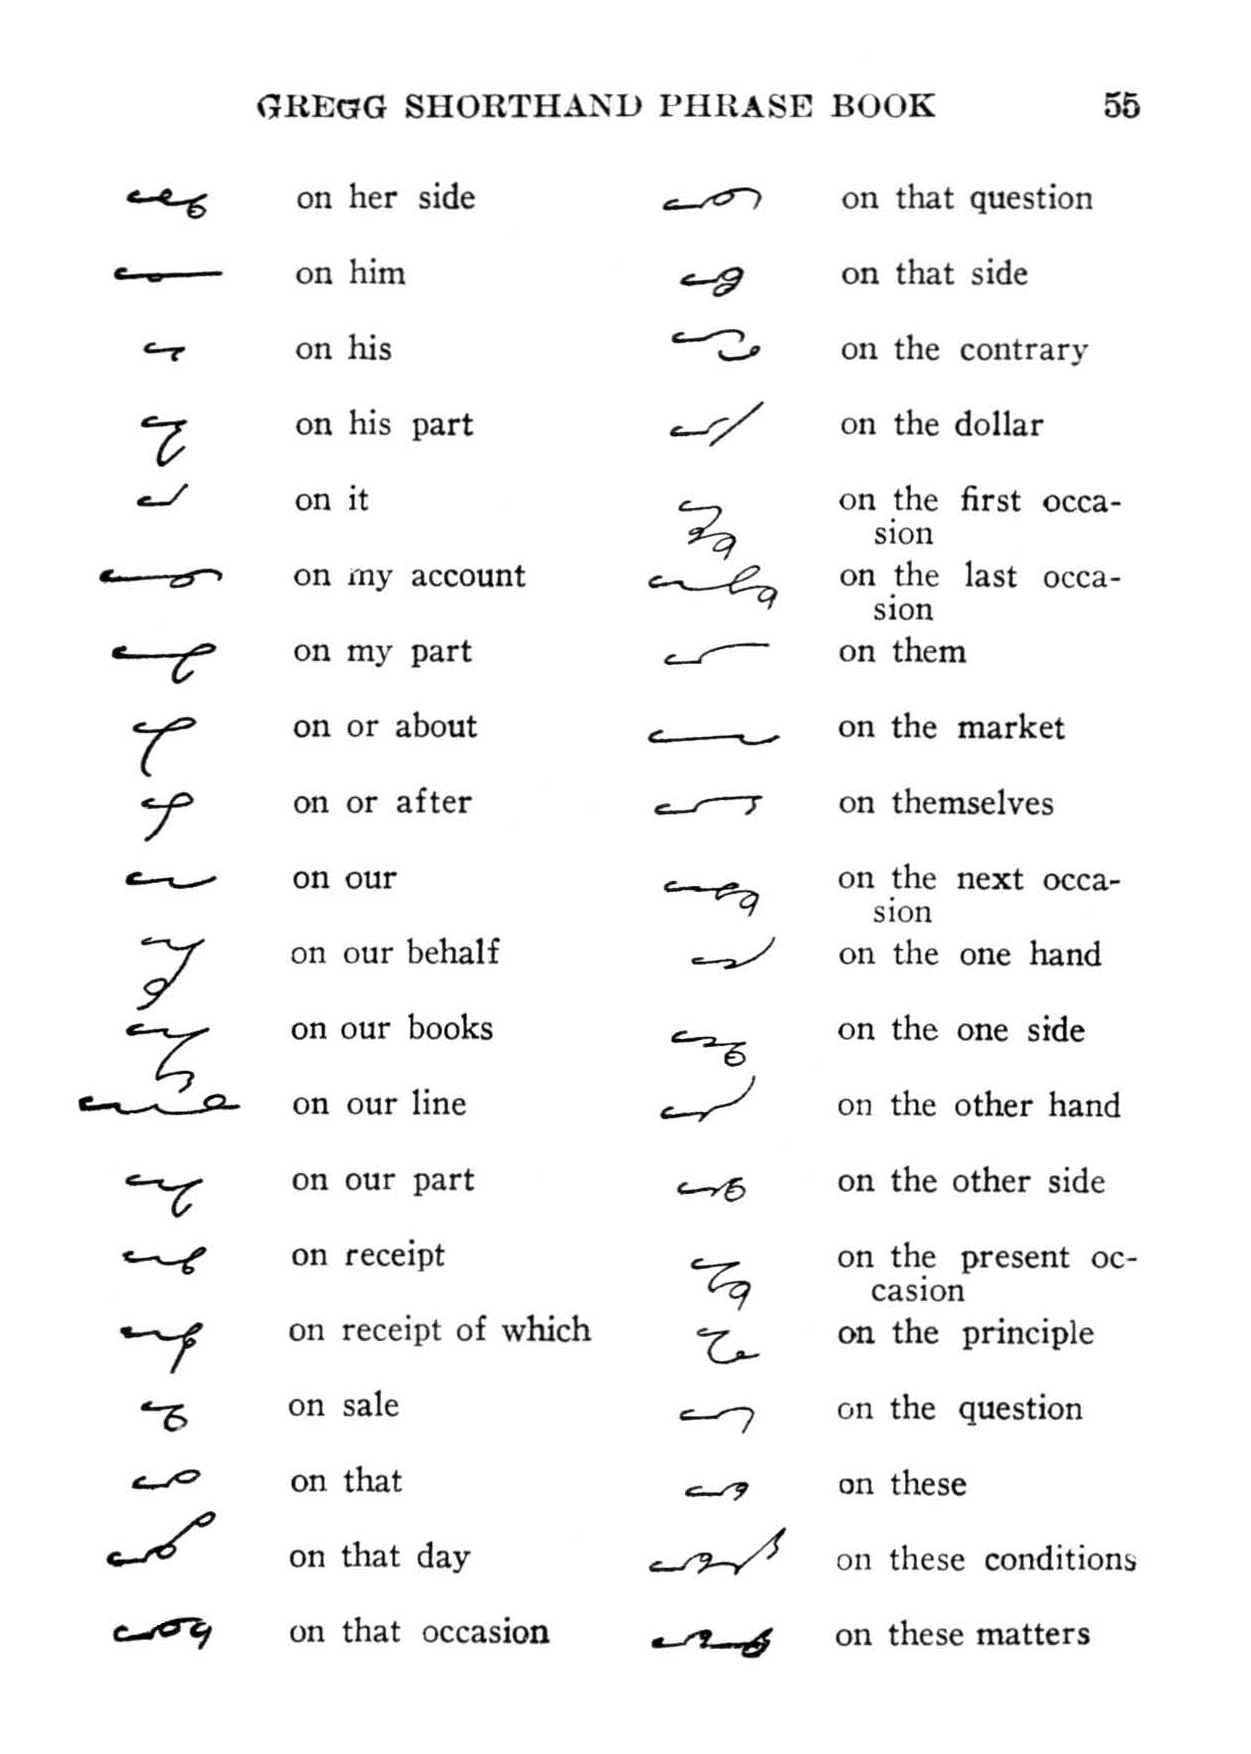 GREGG SHORTHAND PHRASE BOOK 55
on her side
on him
on his
on his part
on it
on my account
on my part
on or about
on or after
on our
on our behalf
on our books
on our line
on our part
on receipt
on receipt of which
on sale
on that
on that day
on that occasion
on that question
on that side
on the contrary
on the dollar
on the first occa-
sion
on the last occa-
sion
on them
on the market
on themselves
on the next occa-
sion
on the one hand
on the one side
on the other hand
on the other side
on the present oc-
casion
on the principle
on the question
on these
on these conditions
on these matters